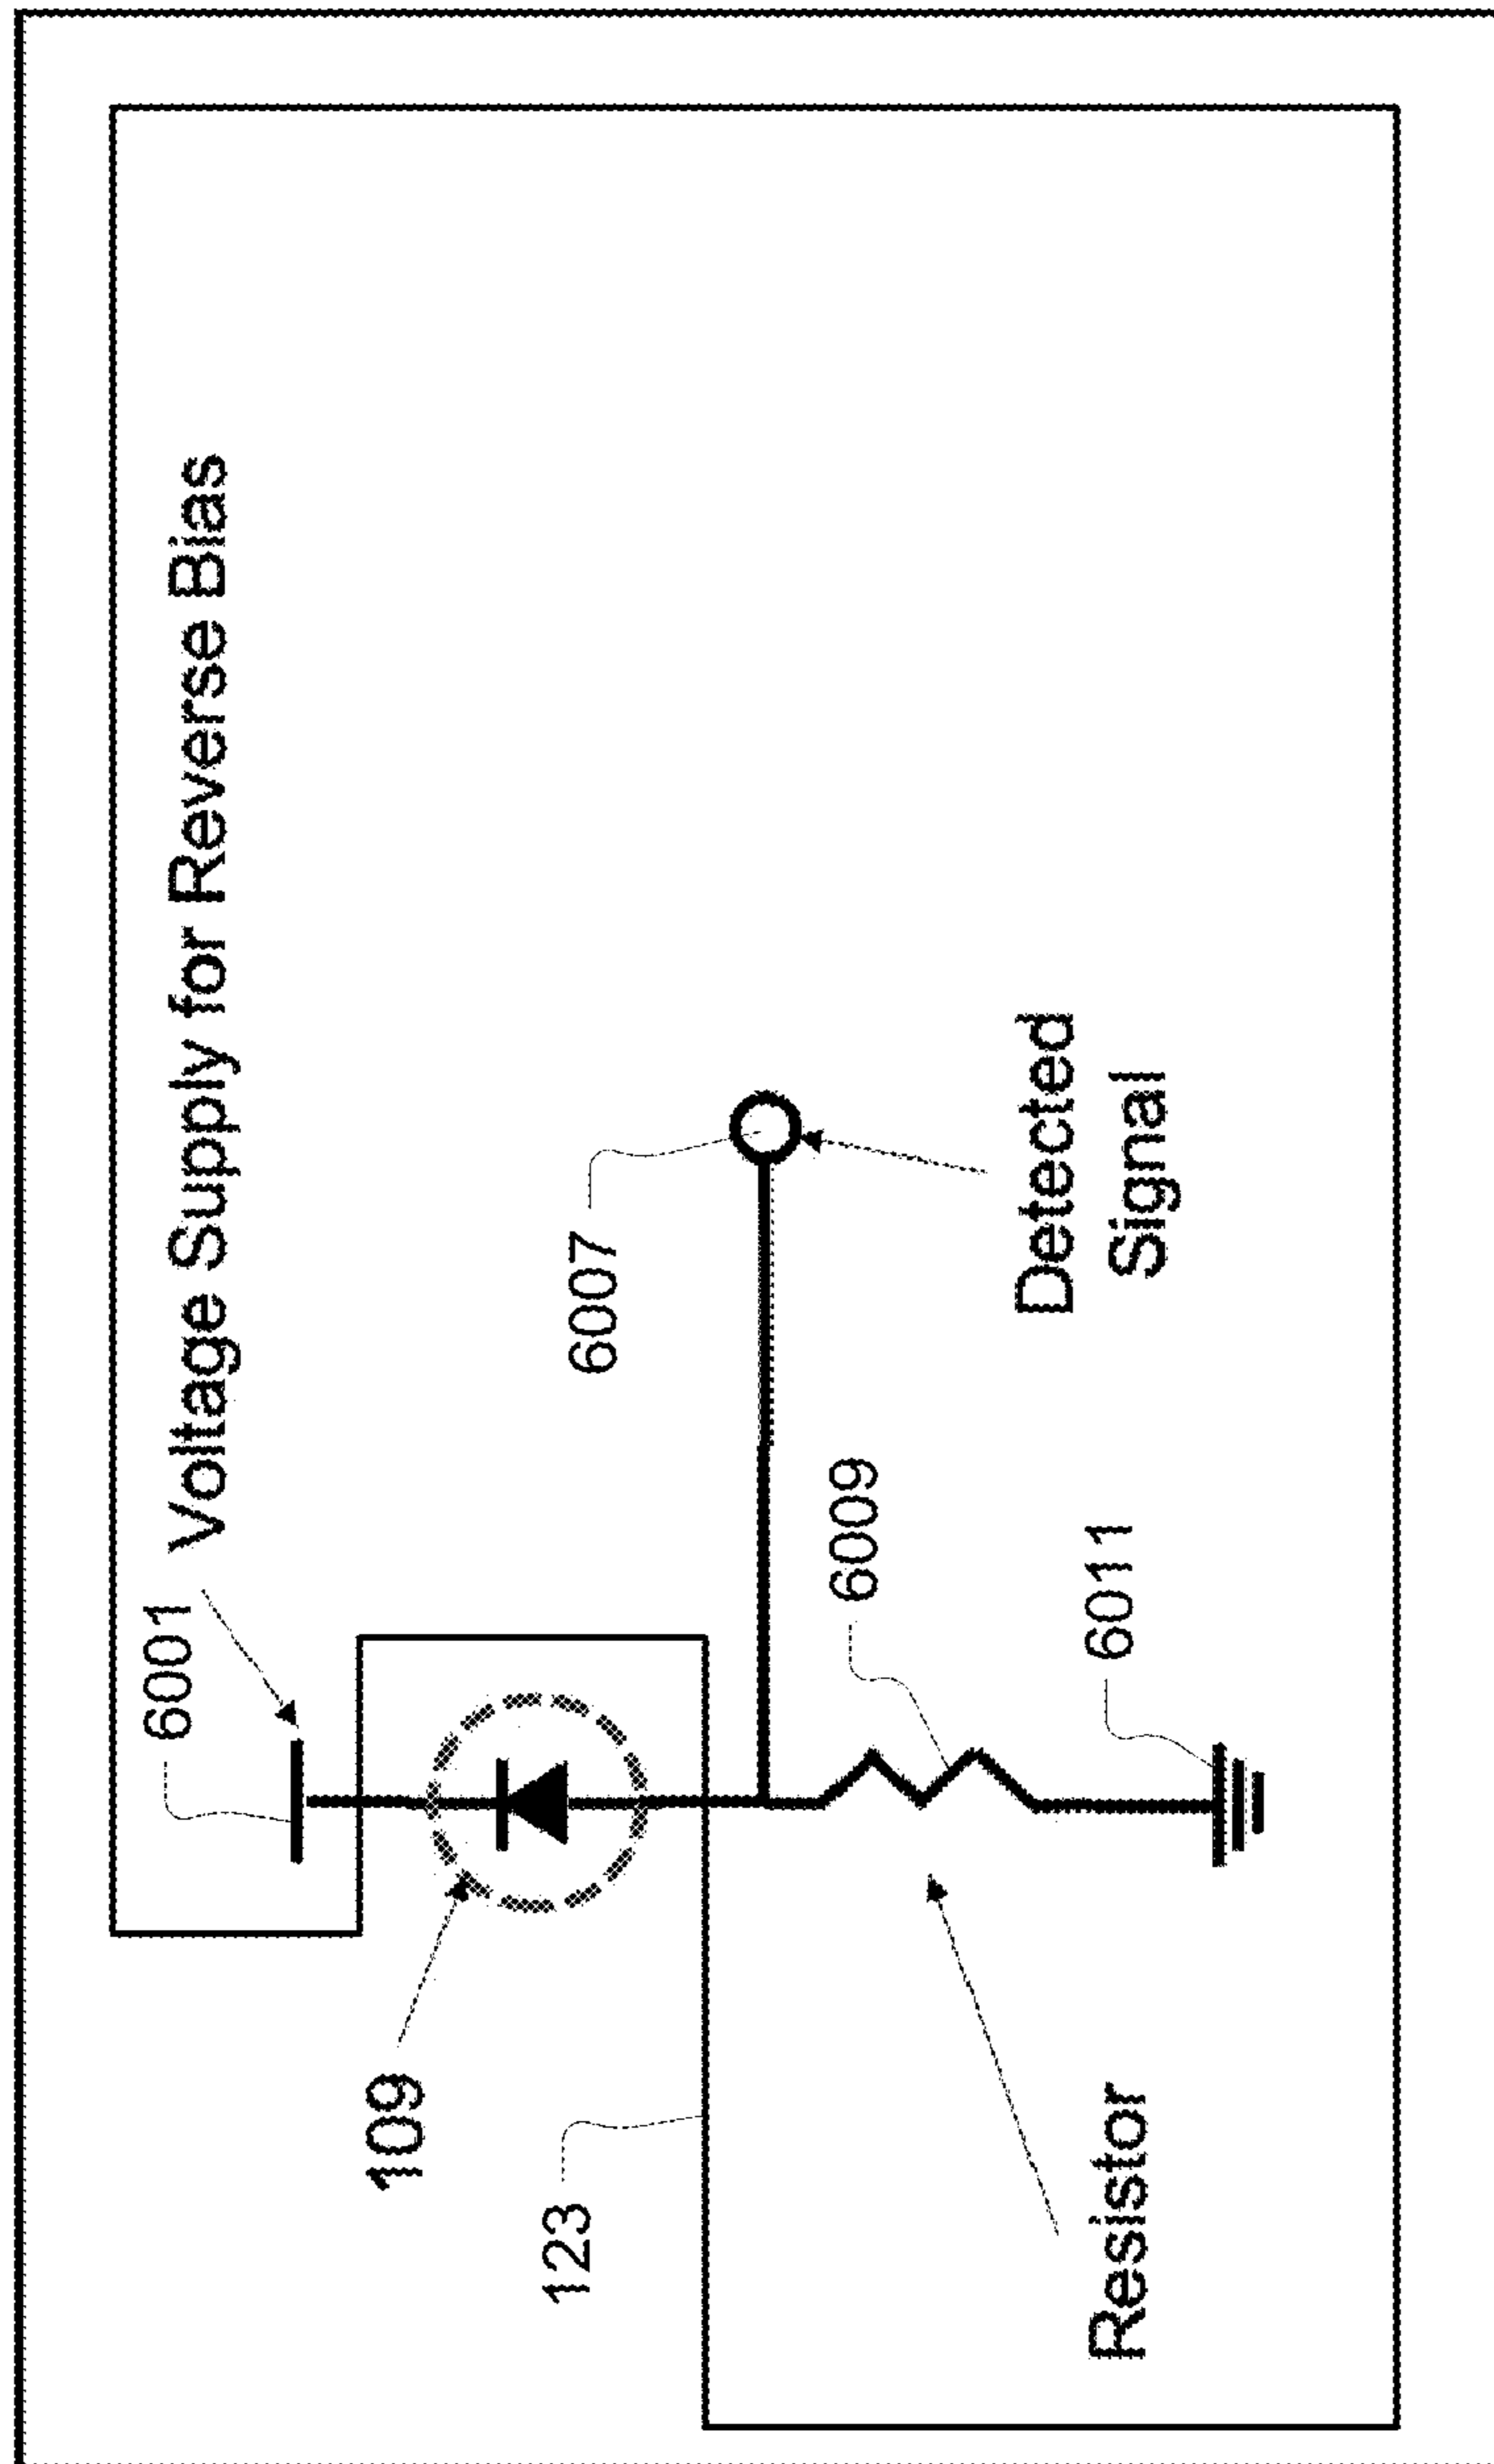 Voltage Supply for Reverse Bias
6001
109
123
6007
Detected
Signal
6009
6011
Resistor